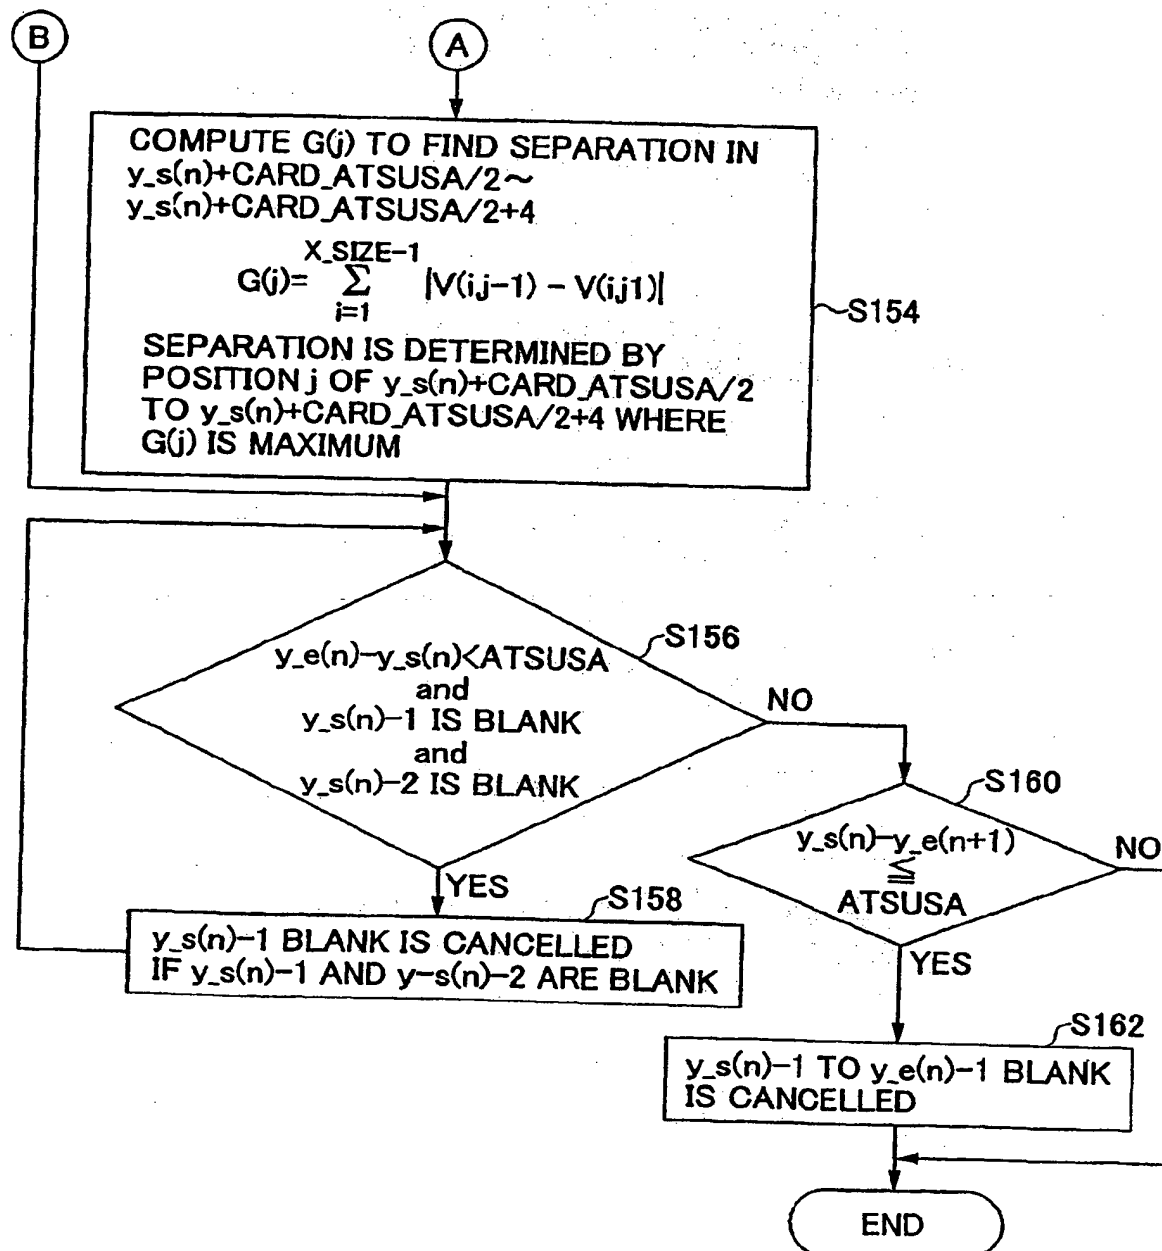 B
A
COMPUTE G(j) TO FIND SEPARATION IN
y_s(n)+CARD_ATSUSA/2~
y_s(n)+CARD_ATSUSA/2+4
X_SIZE-1
G(j)= Σ |V(i,j-1) - V(i,j1)|
i=1
S154
SEPARATION IS DETERMINED BY
POSITION j OF y_s(n)+CARD_ATSUSA/2
TO y_s(n)+CARD_ATSUSA/2+4 WHERE
G(j) IS MAXIMUM
S156
y_e(n)-y_s(n)<ATSUSA
and
y_s(n)-1 IS BLANK
and
y_s(n)-2 IS BLANK
NO
YES
S158
y_s(n)-1 BLANK IS CANCELLED
IF y_s(n)-1 AND y-s(n)-2 ARE BLANK
S160
y_s(n)-y_e(n+1)
≦
ATSUSA
NO
YES
S162
y_s(n)-1 TO y_e(n)-1 BLANK
IS CANCELLED
END